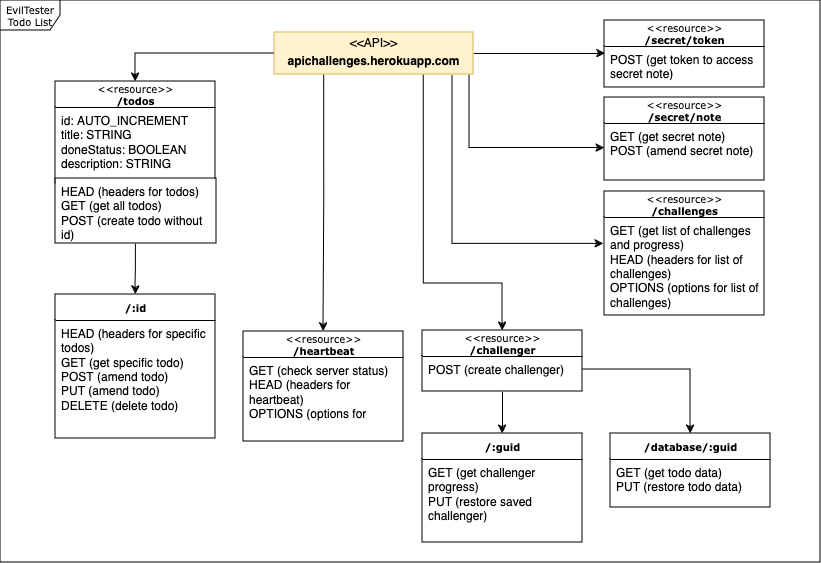 EvilTester
Todo List
<<API>>
apichallenges.herokuapp.com
<<resource>>
/secret/token
POST (get token to access
secret note)
<<resource>>
/todos
id: AUTO_INCREMENT
title: STRING
doneStatus: BOOLEAN
description: STRING
HEAD (headers for todos)
GET (get all todos)
POST (create todo without
id)
<<resource>>
/secret/note
GET (get secret note)
POST (amend secret note)
<<resource>>
/challenges
GET (get list of challenges
and progress)
HEAD (headers for list of
challenges)
OPTIONS (options for list of
challenges)
/:id
HEAD (headers for specific
todos)
GET (get specific todo)
POST (amend todo)
PUT (amend todo)
DELETE (delete todo)
<<resource>>
/heartbeat
GET (check server status)
HEAD (headers for
heartbeat)
OPTIONS (options for
<<resource>>
/challenger
POST (create challenger)
/:guid
GET (get challenger
progress)
PUT (restore saved
challenger)
/database/:guid
GET (get todo data)
PUT (restore todo data)